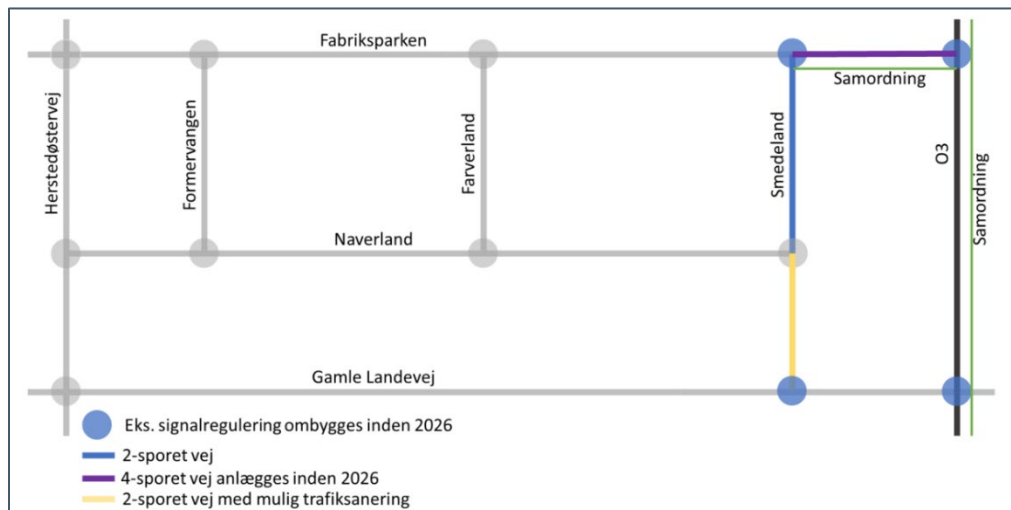 Fabriksparken
Samordning
Herstedøstervej
Formervangen
Farverland
Smedeland
O3
Samordning
Naverland
Gamle Landevej
Eks. signalregulering ombygges inden 2026
2-sporet vej
4-sporet vej anlægges inden 2026
2-sporet vej med mulig trafiksanering